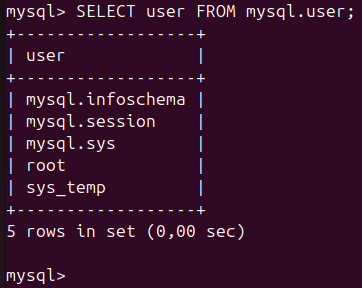 mysql> SELECT user FROM mysql.user;
+------------------+
| user             |
+------------------+
| mysql.infoschema |
| mysql.session    |
| mysql.sys        |
| root             |
| sys_temp         |
+------------------+
5 rows in set (0,00 sec)
mysql>